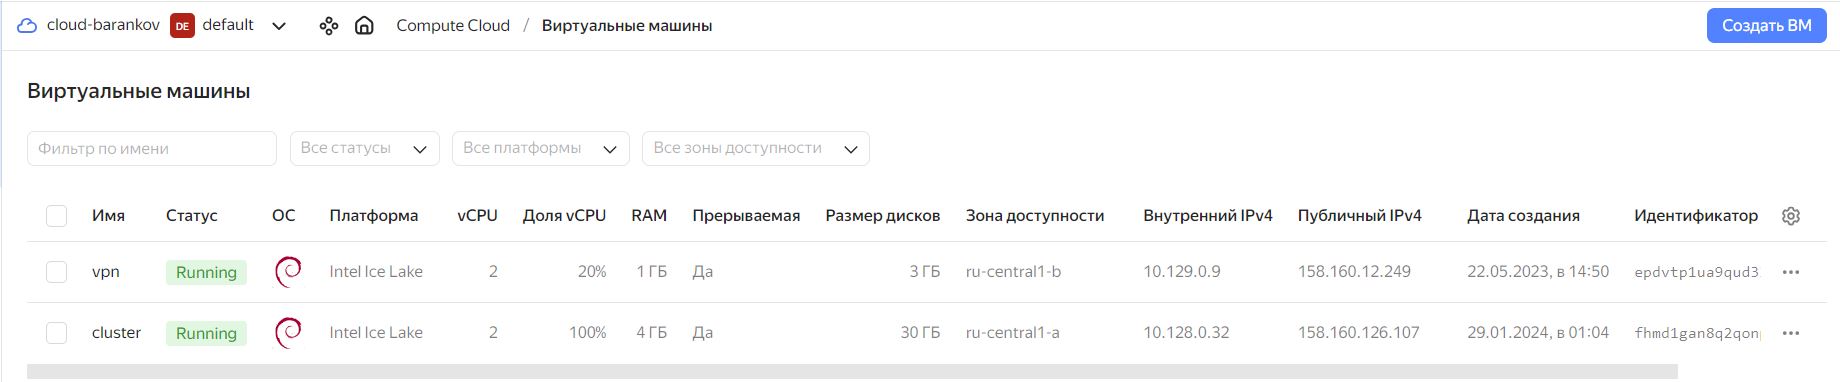 cloud-barankov DE default Compute Cloud / Виртуальные машины Создать ВМ
Виртуальные машины
Фильтр по имени Все статусы Все платформы Все зоны доступности
Имя Статус ОС Платформа vCPU Доля vCPU RAM Прерываемая Размер дисков Зона доступности Внутренний IPv4 Публичный IPv4 Дата создания Идентификатор
vpn Running Intel Ice Lake 2 20% 1 ГБ Да 3 ГБ ru-central1-b 10.129.0.9 158.160.12.249 22.05.2023, в 14:50 epdvtp1ua9qud3
cluster Running Intel Ice Lake 2 100% 4 ГБ Да 30 ГБ ru-central1-a 10.128.0.32 158.160.126.107 29.01.2024, в 01:04 fhmd1gan8q2qon